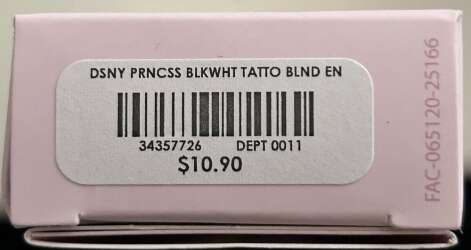 DSNY PRNCSS BLKWHT TATTO BLND EN
34357726 DEPT 0011
$10.90
FAC-065120-25166